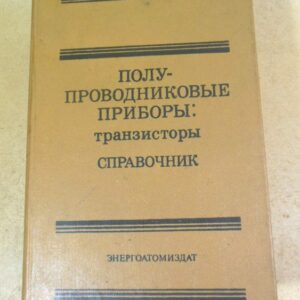 ПОЛУ-
ПРОВОДНИКОВЫЕ
ПРИБОРЫ:
транзисторы
СПРАВОЧНИК
ЭНЕРГОАТОМИЗДАТ